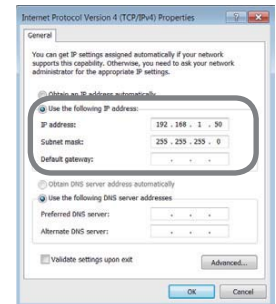 Internet Protocol Version 4 (TCP/IPv4) Properties
General
You can get IP settings assigned automatically if your network
supports this capability. Otherwise, you need to ask your network
administrator for the appropriate IP settings.
Obtain an IP address automatically
Use the following IP address:
IP address: 192 . 168 . 1 . 50
Subnet mask: 255 . 255 . 255 . 0
Default gateway: . . .
Obtain DNS server address automatically
Use the following DNS server addresses
Preferred DNS server: . . .
Alternate DNS server: . . .
Validate settings upon exit
Advanced...
OK Cancel